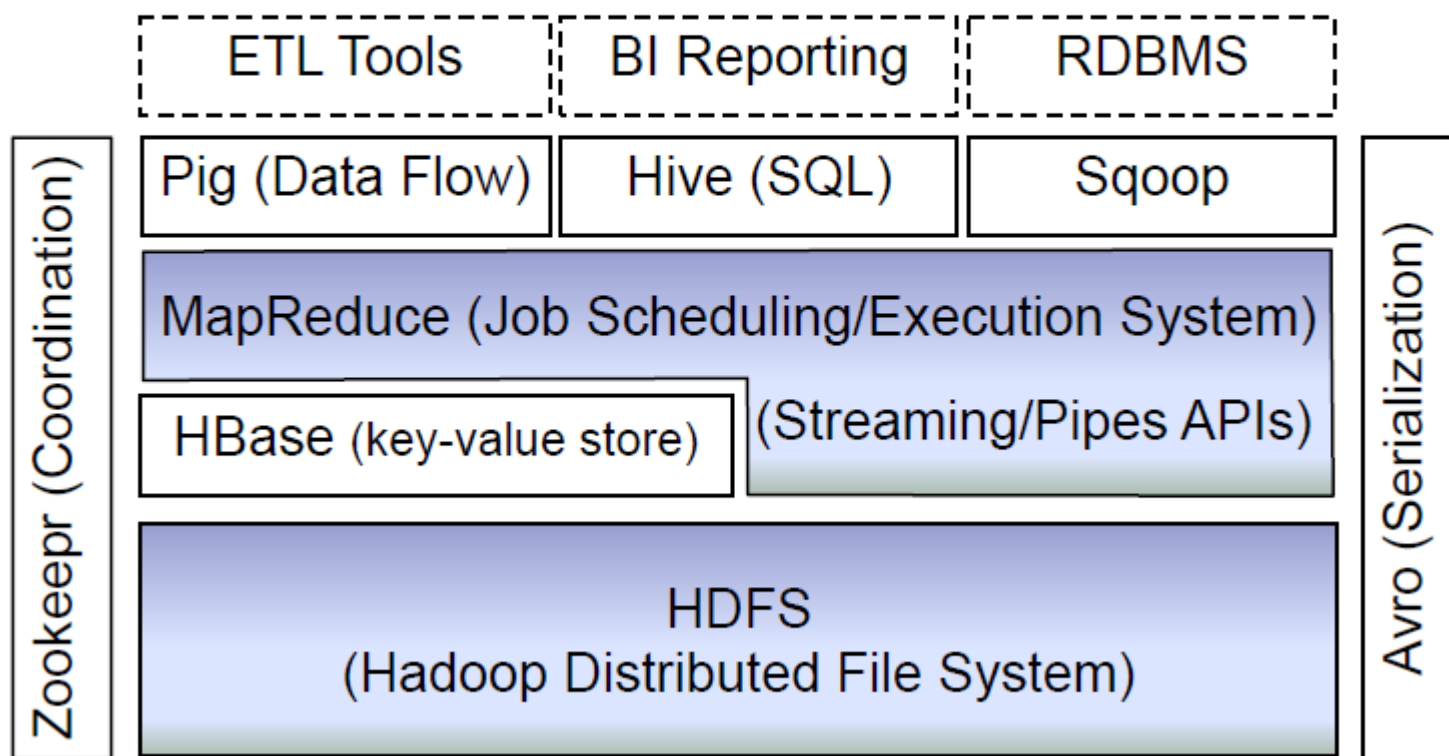 ETL Tools
BI Reporting
RDBMS
Zookeepr (Coordination)
Pig (Data Flow)
Hive (SQL)
Sqoop
MapReduce (Job Scheduling/Execution System)
HBase (key-value store)
(Streaming/Pipes APIs)
HDFS
(Hadoop Distributed File System)
Avro (Serialization)